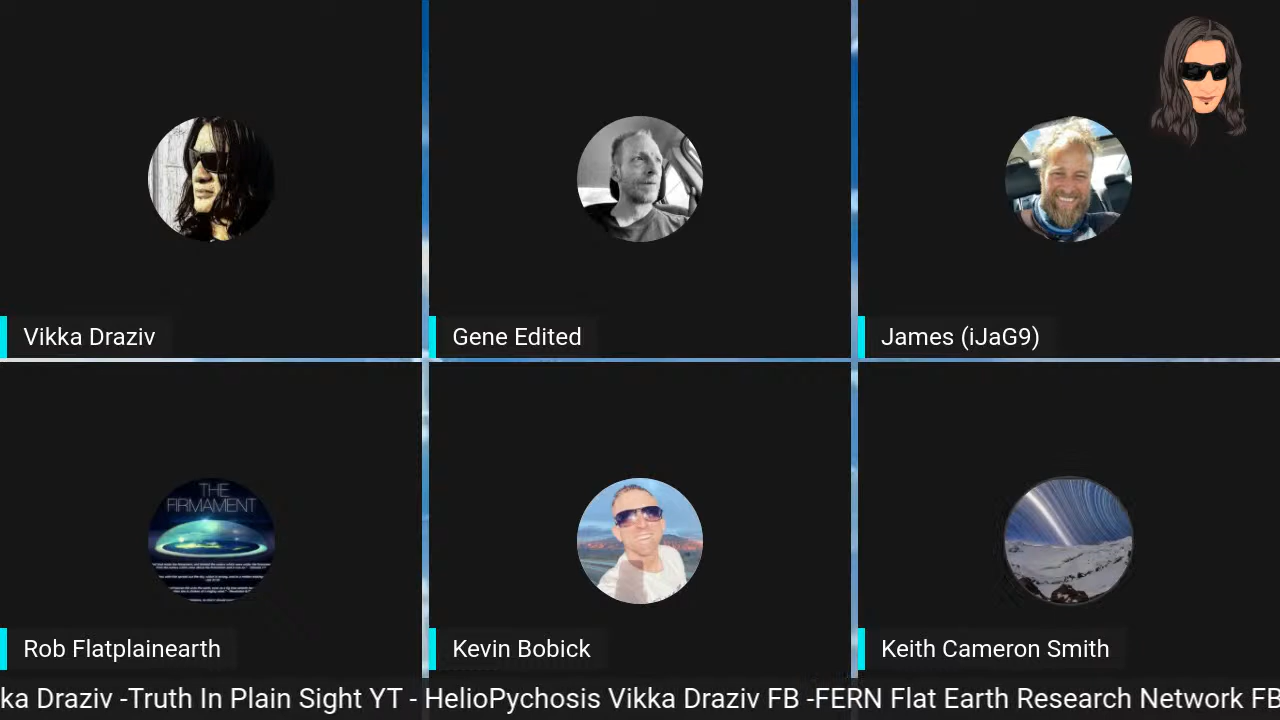 Vikka Draziv
Gene Edited
James (iJaG9)
THE
FIRMAMENT
Rob Flatplainearth
Kevin Bobick
Keith Cameron Smith
ka Draziv -Truth In Plain Sight YT - HelioPychosis Vikka Draziv FB -FERN Flat Earth Research Network FB